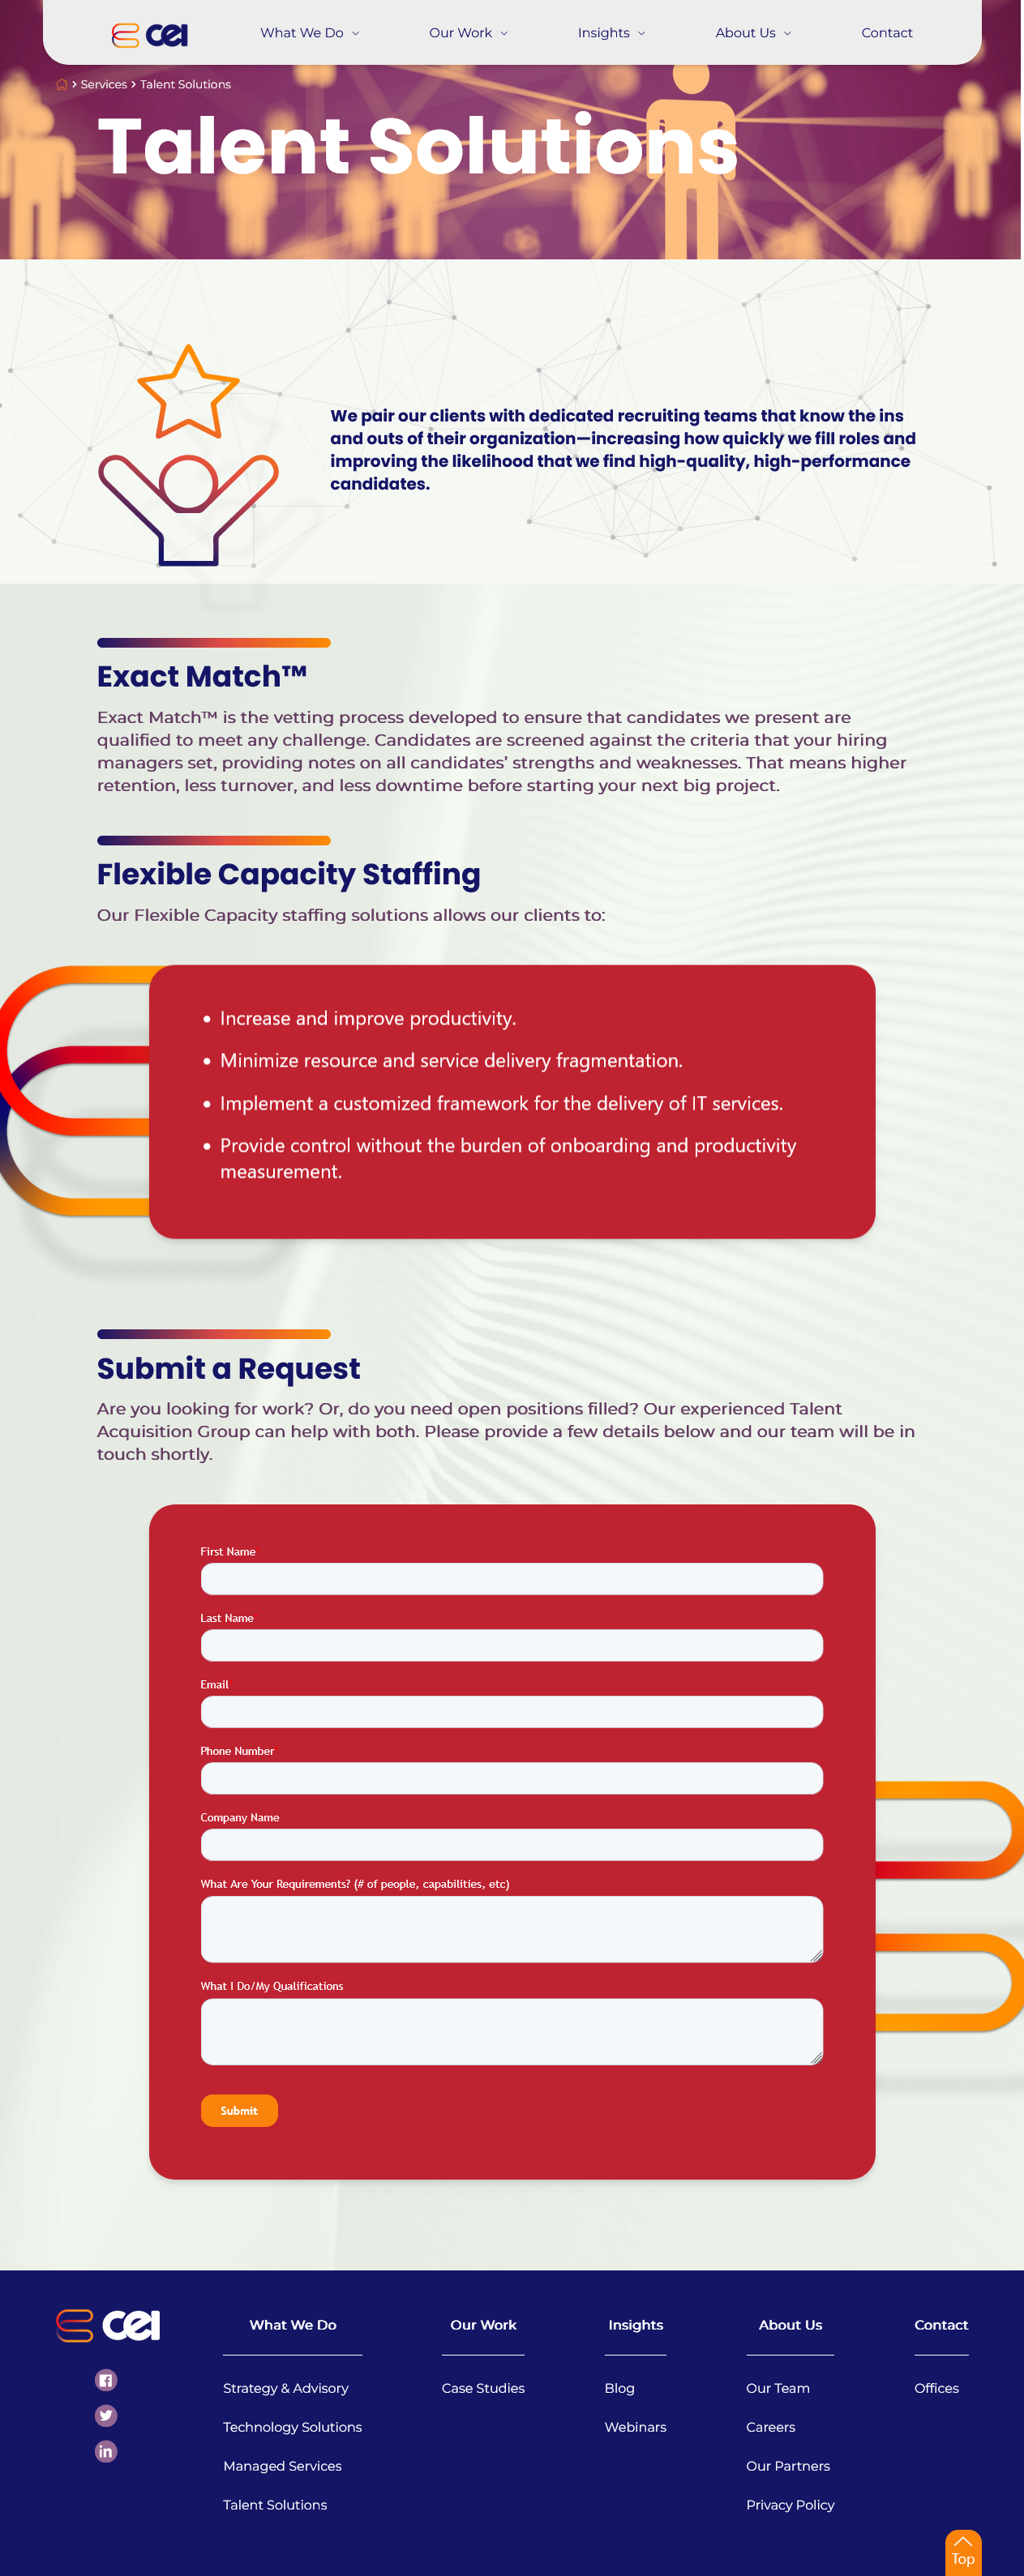 CEI
What We Do
Our Work
Insights
About Us
Contact
Services
Talent Solutions
Talent Solutions
We pair our clients with dedicated recruiting teams that know the ins
and outs of their organization—increasing how quickly we fill roles and
improving the likelihood that we find high-quality, high-performance
candidates.
Exact Match™
Exact Match™ is the vetting process developed to ensure that candidates we present are
qualified to meet any challenge. Candidates are screened against the criteria that your hiring
managers set, providing notes on all candidates’ strengths and weaknesses. That means higher
retention, less turnover, and less downtime before starting your next big project.
Flexible Capacity Staffing
Our Flexible Capacity staffing solutions allows our clients to:
• Increase and improve productivity.
• Minimize resource and service delivery fragmentation.
• Implement a customized framework for the delivery of IT services.
• Provide control without the burden of onboarding and productivity
measurement.
Submit a Request
Are you looking for work? Or, do you need open positions filled? Our experienced Talent
Acquisition Group can help with both. Please provide a few details below and our team will be in
touch shortly.
First Name
Last Name
Email
Phone Number
Company Name
What Are Your Requirements? (# of people, capabilities, etc)
What I Do/My Qualifications
Submit
CEI
What We Do
Strategy & Advisory
Technology Solutions
Managed Services
Talent Solutions
Our Work
Case Studies
Insights
Blog
Webinars
About Us
Our Team
Careers
Our Partners
Privacy Policy
Contact
Offices
Top